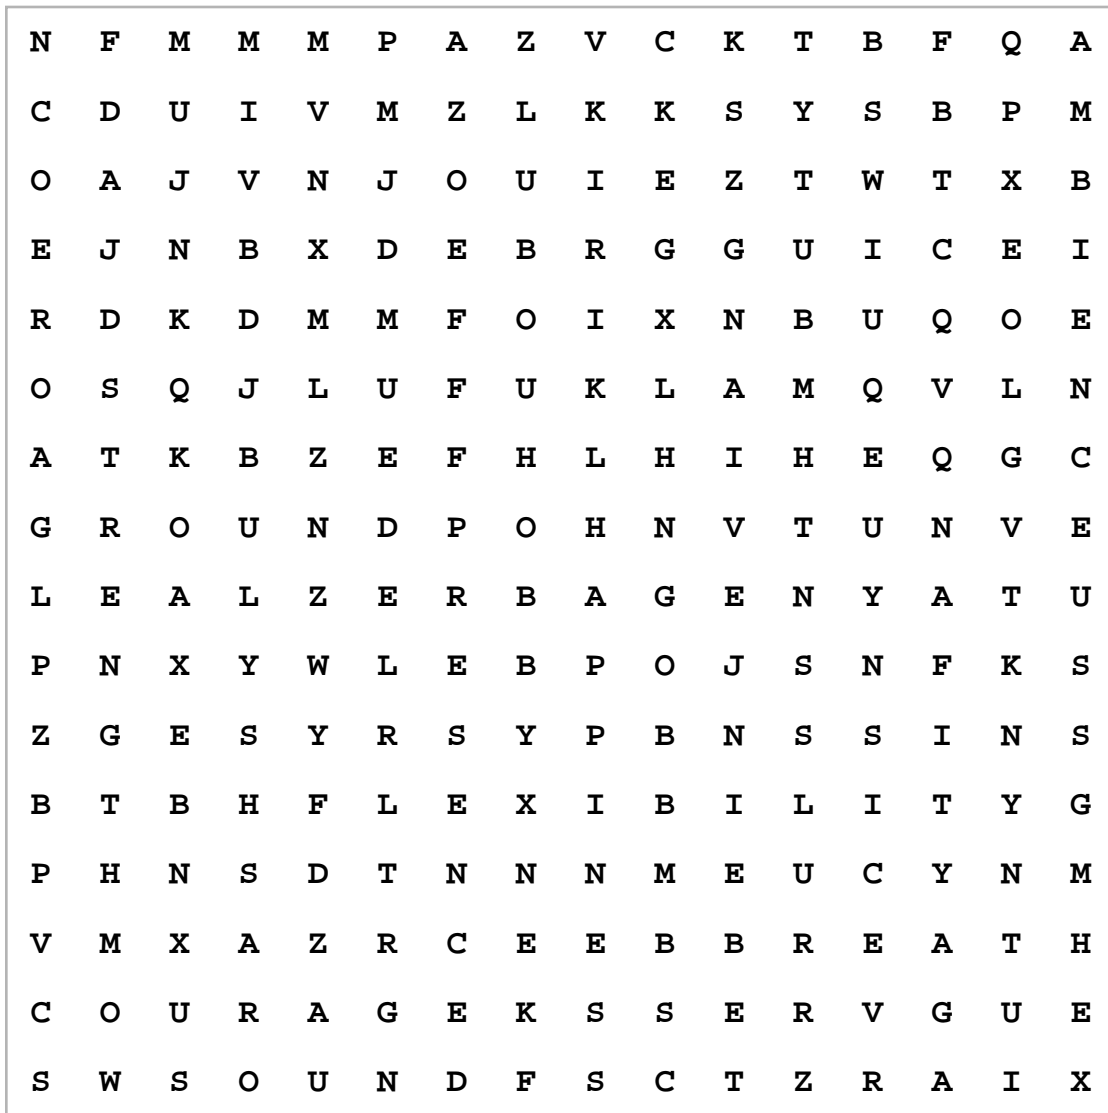 N F M M M P A Z V C K T B F Q A
C D U I V M Z L K K S Y S B P M
O A J V N J O U I E Z T W T X B
E J N B X D E B R G G U I C E I
R D K D M M F O I X N B U Q O E
O S Q J L U F U K L A M Q V L N
A T K B Z E F H L H I H E Q G C
G R O U N D P O H N V T U N V E
L E A L Z E R B A G E N Y A T U
P N X Y W L E B P O J S N F K S
Z G E S Y R S Y P B N S S I N S
B T B H F L E X I B I L I T Y G
P H N S D T N N N M E U C Y N M
V M X A Z R C E E B B R E A T H
C O U R A G E K S S E R V G U E
S W S O U N D F S C T Z R A I X